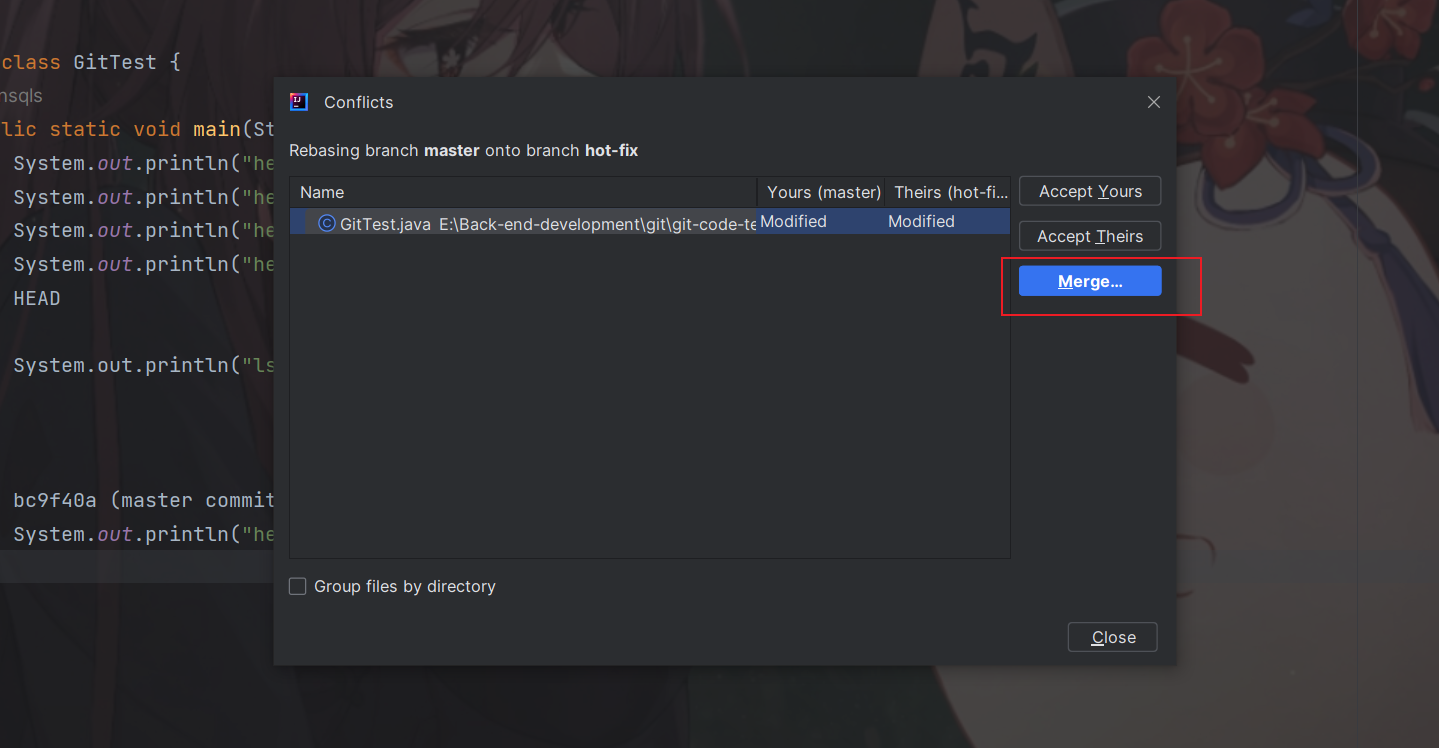 class GitTest {
nsqls
lic static void main(St
System.out.println("he
System.out.println("he
System.out.println("he
System.out.println("he
HEAD
System.out.println("ls
bc9f40a (master commit
System.out.println("he
Conflicts
Rebasing branch master onto branch hot-fix
Name Yours (master) Theirs (hot-fi...
GitTest.java E:\Back-end-development\git\git-code-te Modified Modified
Accept Yours
Accept Theirs
Merge...
Group files by directory
Close